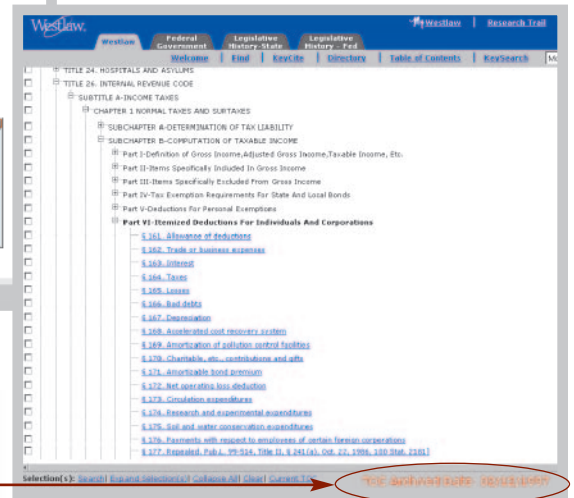 Westlaw.
Westlaw
Federal Government
Legislative History-State
Legislative History - Fed
Westlaw | Research Trail
Welcome | Find | KeyCite | Directory | Table of Contents | KeySearch
TITLE 24. HOSPITALS AND ASYLUMS
TITLE 26. INTERNAL REVENUE CODE
SUBTITLE A-INCOME TAXES
CHAPTER 1 NORMAL TAXES AND SURTAXES
SUBCHAPTER A-DETERMINATION OF TAX LIABILITY
SUBCHAPTER B-COMPUTATION OF TAXABLE INCOME
Part I-Definition of Gross Income,Adjusted Gross Income,Taxable Income, Etc.
Part II-Items Specifically Included In Gross Income
Part III-Items Specifically Excluded From Gross Income
Part IV-Tax Exemption Requirements For State And Local Bonds
Part V-Deductions For Personal Exemptions
Part VI-Itemized Deductions For Individuals And Corporations
§ 161. Allowance of deductions
§ 162. Trade or business expenses
§ 163. Interest
§ 164. Taxes
§ 165. Losses
§ 166. Bad debts
§ 167. Depreciation
§ 168. Accelerated cost recovery system
§ 169. Amortization of pollution control facilities
§ 170. Charitable, etc., contributions and gifts
§ 171. Amortizable bond premium
§ 172. Net operating loss deduction
§ 173. Circulation expenditures
§ 174. Research and experimental expenditures
§ 175. Soil and water conservation expenditures
§ 176. Payments with respect to employees of certain foreign corporations
§ 177. Repealed. Pub.L. 99-514, Title II, § 241(a), Oct. 22, 1986, 100 Stat. 2181]
Selection(s): Search| Expand Selection(s)| Collapse All| Clear| Current TOC